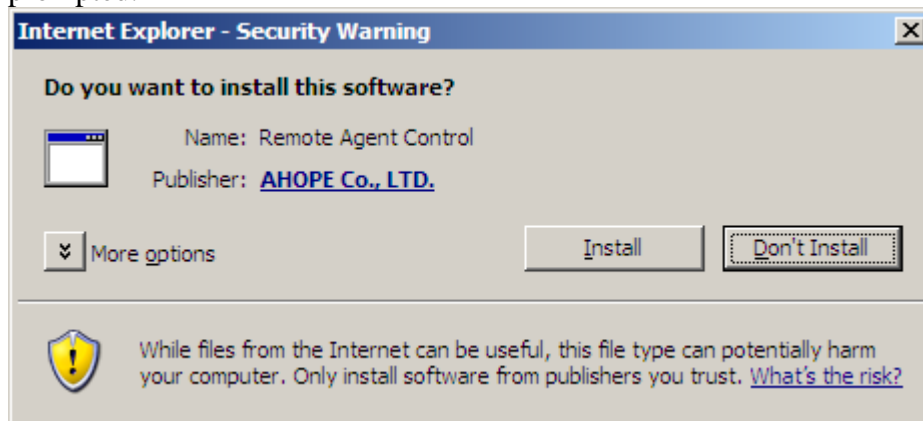 prompted.
Internet Explorer - Security Warning
Do you want to install this software?
Name: Remote Agent Control
Publisher: AHOPE Co., LTD.
More options
Install
Don't Install
While files from the Internet can be useful, this file type can potentially harm
your computer. Only install software from publishers you trust. What's the risk?